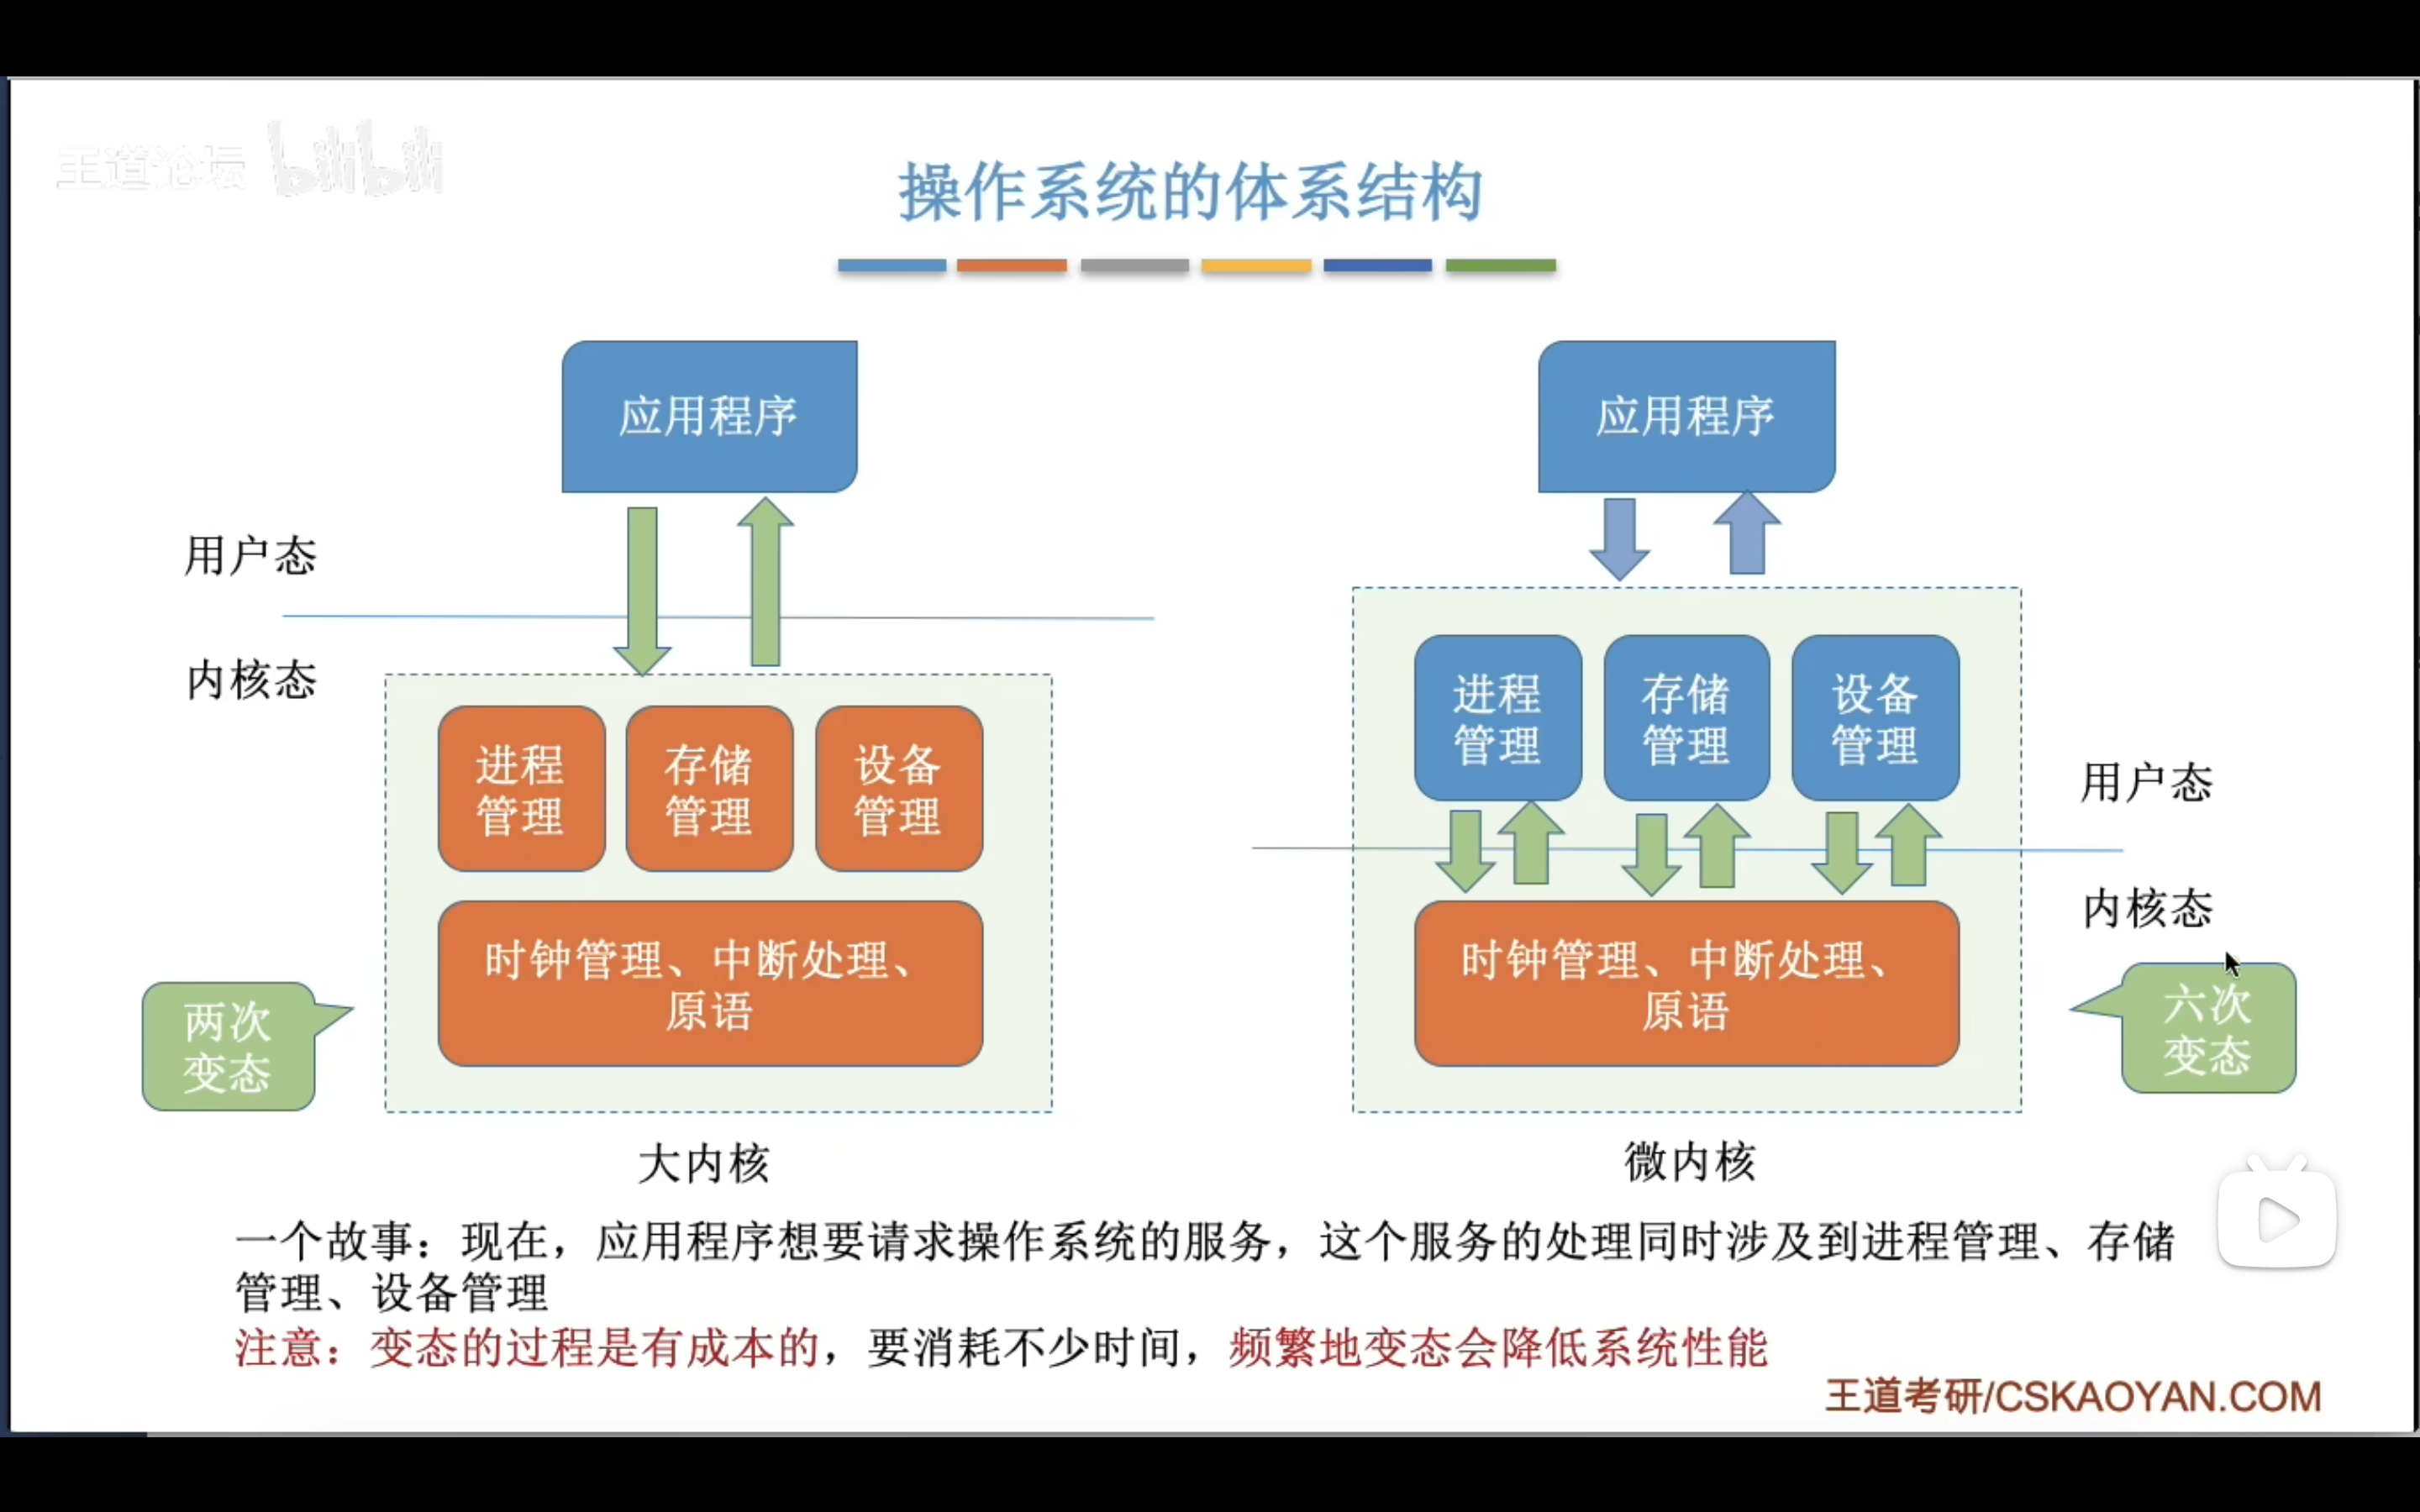 王道论坛 bilibili
操作系统的体系结构
应用程序
用户态
内核态
进程
管理
存储
管理
设备
管理
时钟管理、中断处理、
原语
两次
变态
大内核
应用程序
进程
管理
存储
管理
设备
管理
用户态
内核态
时钟管理、中断处理、
原语
六次
变态
微内核
一个故事：现在，应用程序想要请求操作系统的服务，这个服务的处理同时涉及到进程管理、存储
管理、设备管理
注意：变态的过程是有成本的，要消耗不少时间，频繁地变态会降低系统性能
王道考研/CSKAOYAN.COM